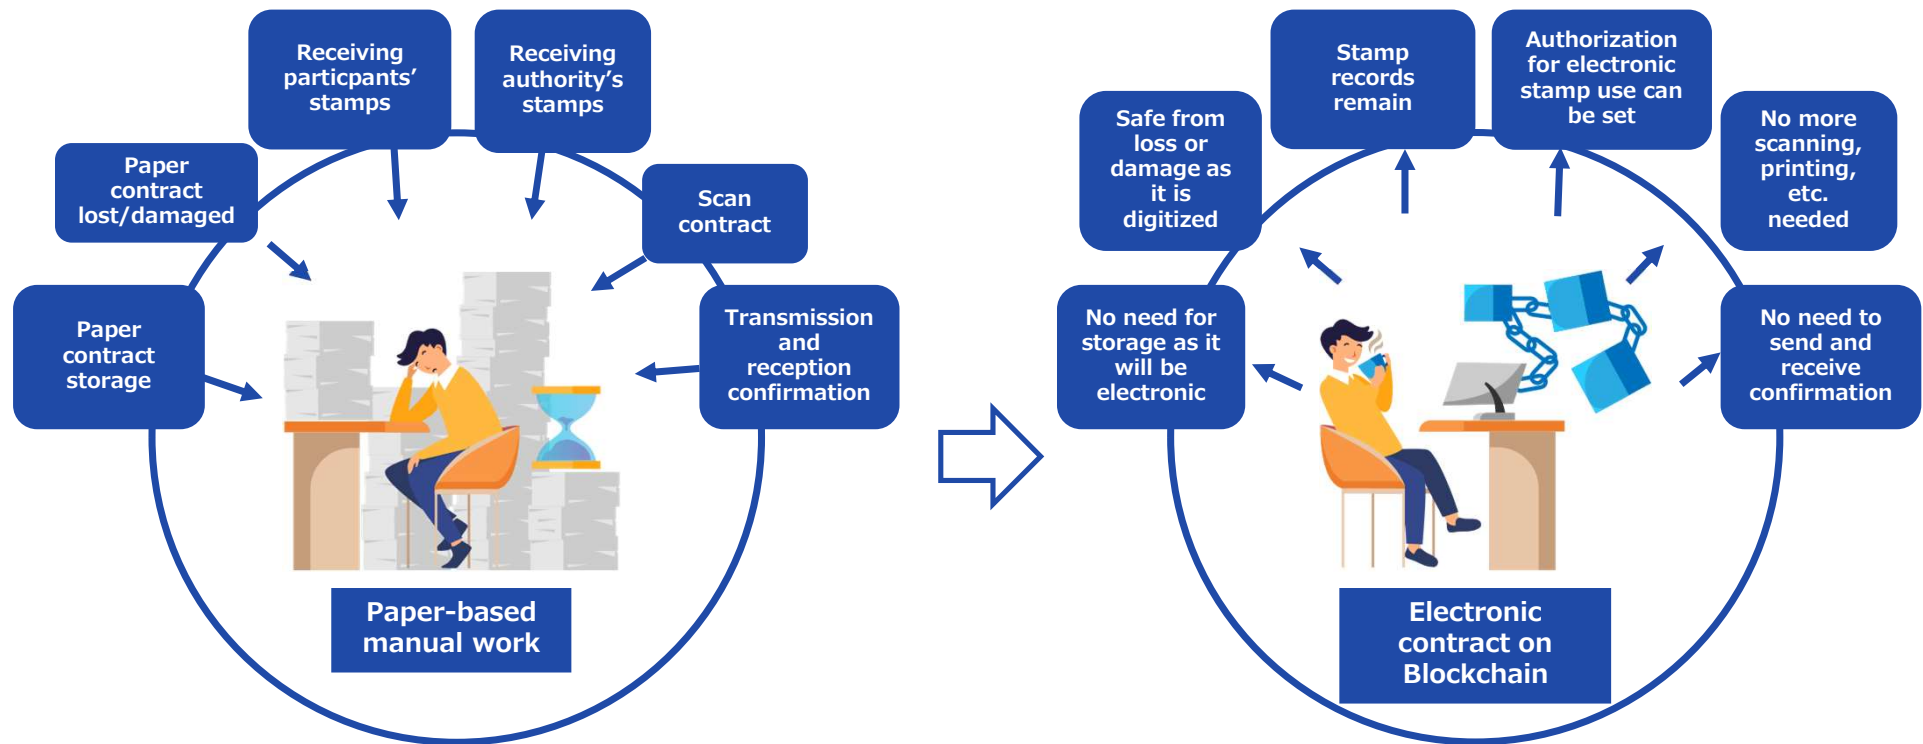 Receiving
particpants’
stamps
Receiving
authority’s
stamps
Paper
contract
lost/damaged
Scan
contract
Paper
contract
storage
Transmission
and
reception
confirmation
Paper-based
manual work
Stamp
records
remain
Authorization
for electronic
stamp use can
be set
Safe from
loss or
damage as
it is
digitized
No more
scanning,
printing,
etc.
needed
No need for
storage as it
will be
electronic
No need to
send and
receive
confirmation
Electronic
contract on
Blockchain